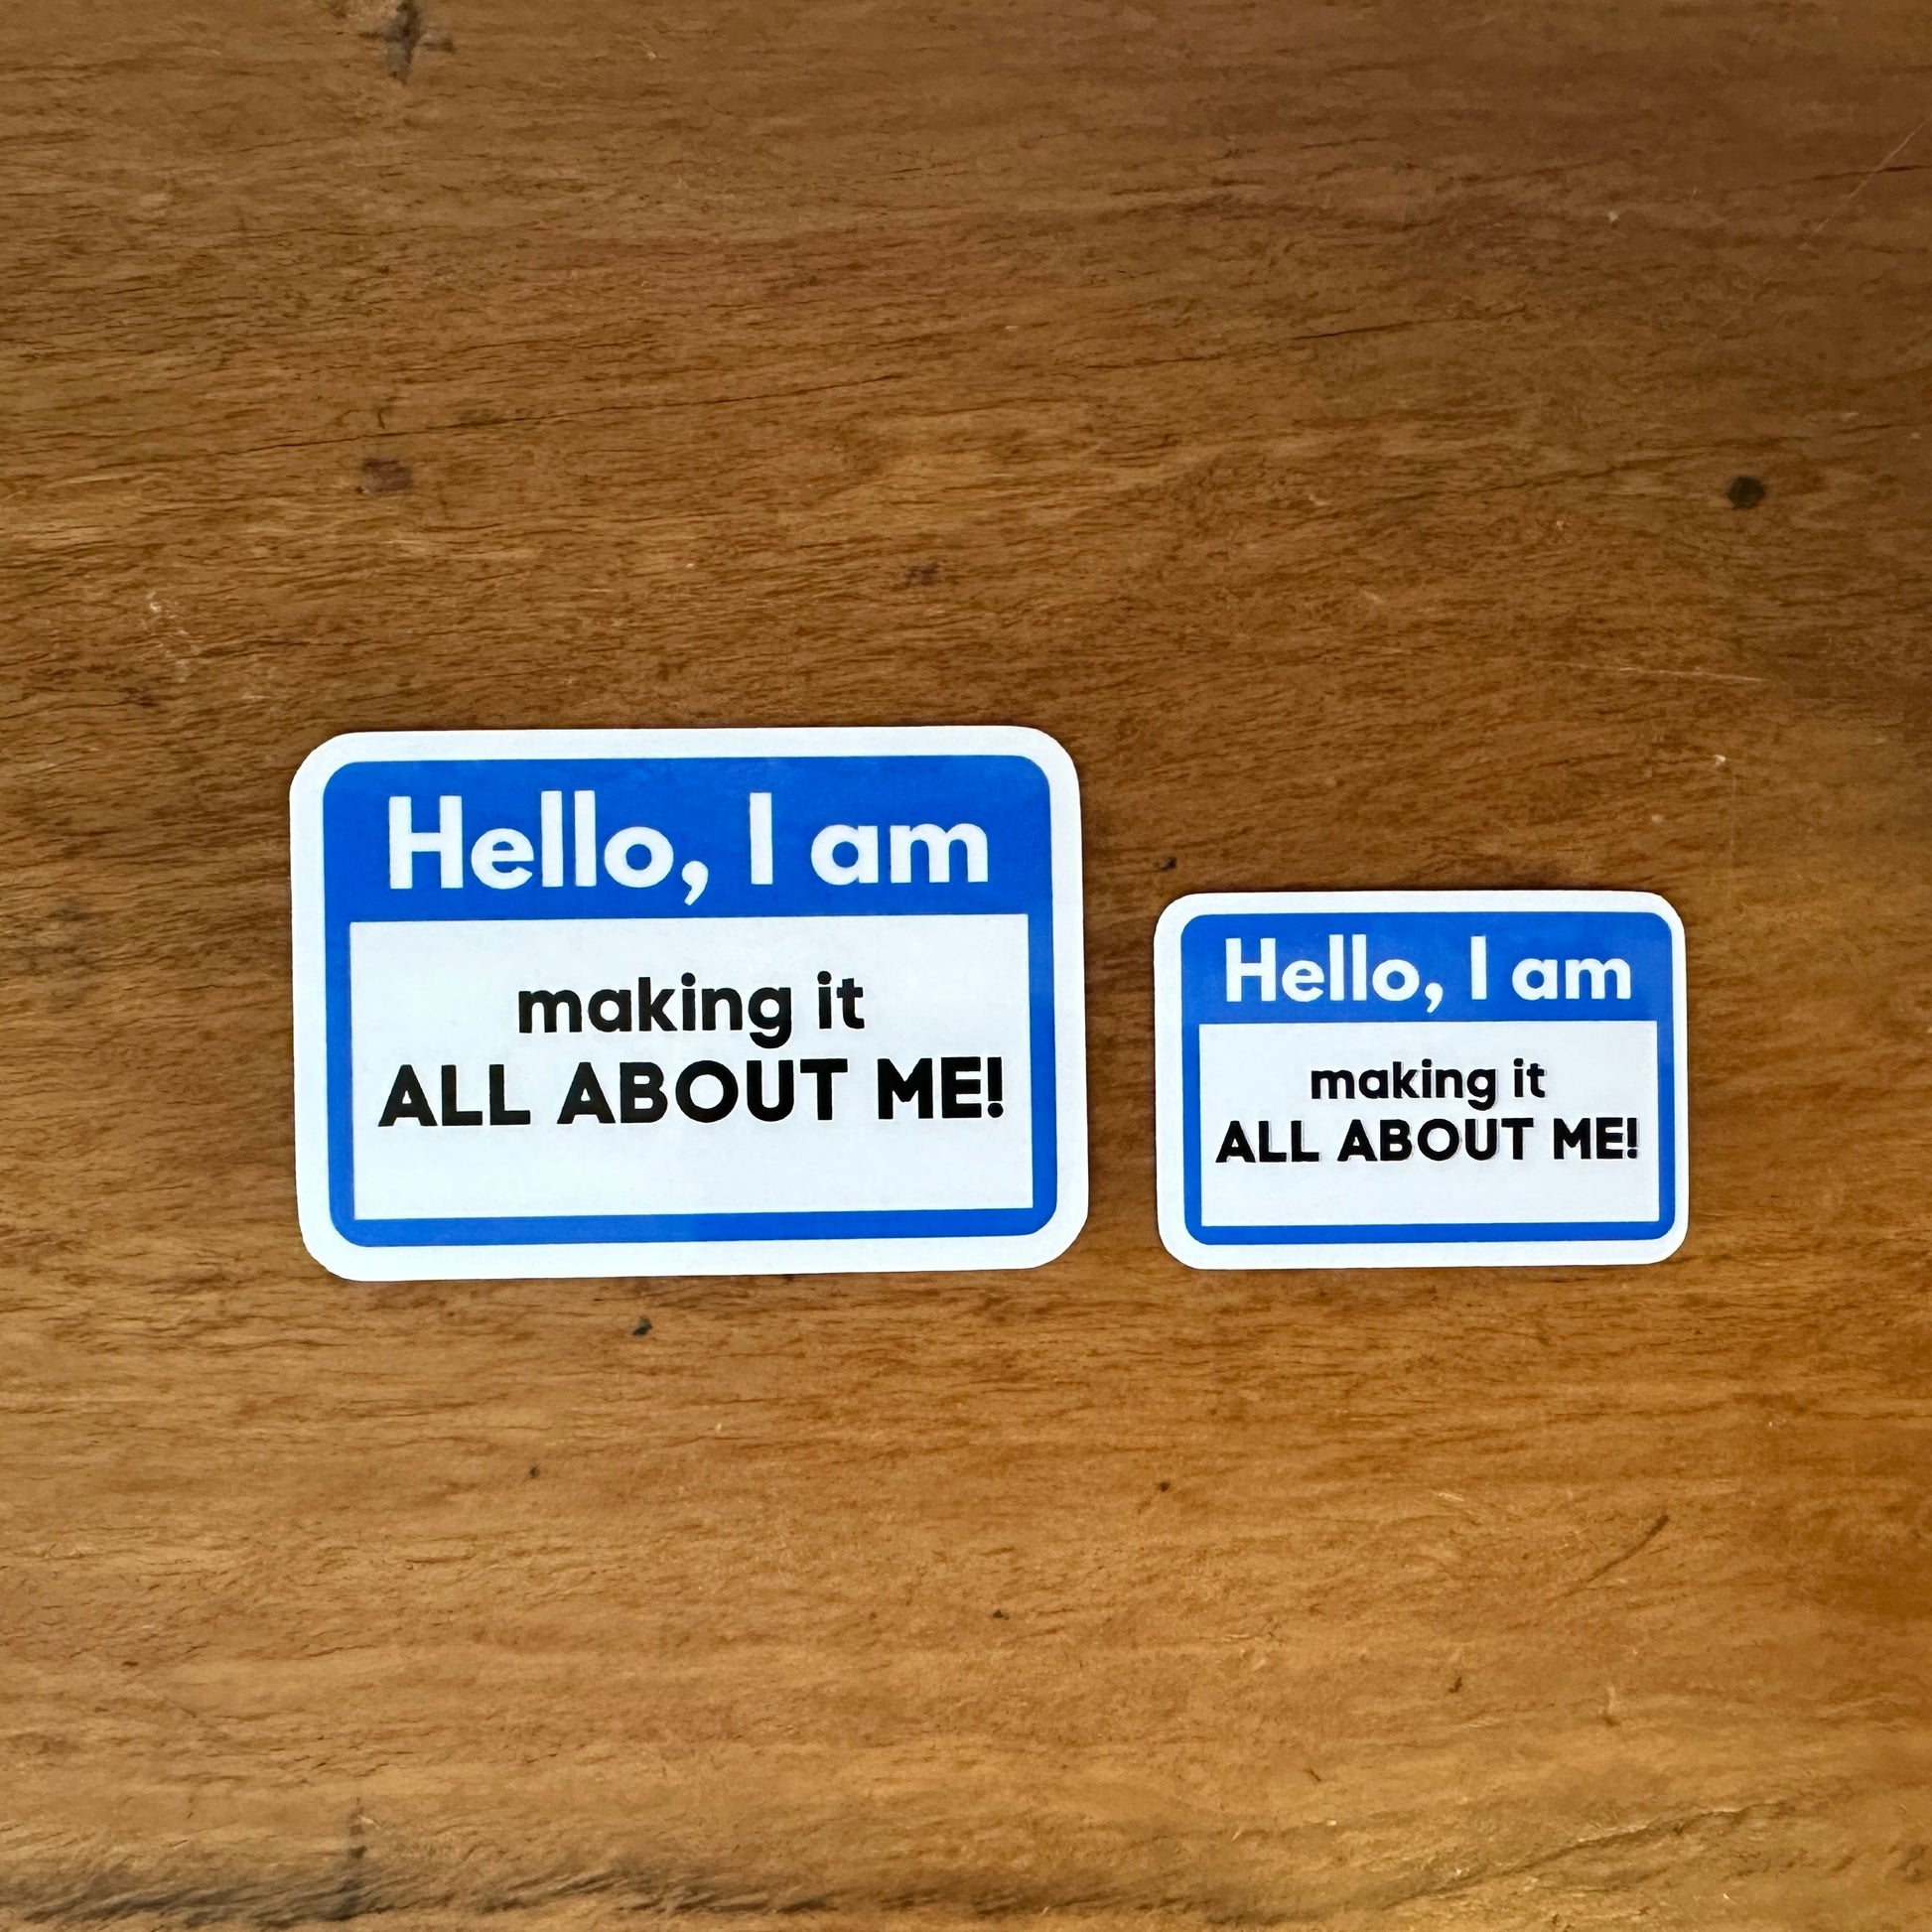 Hello, I am
making it
ALL ABOUT ME!
Hello, I am
making it
ALL ABOUT ME!